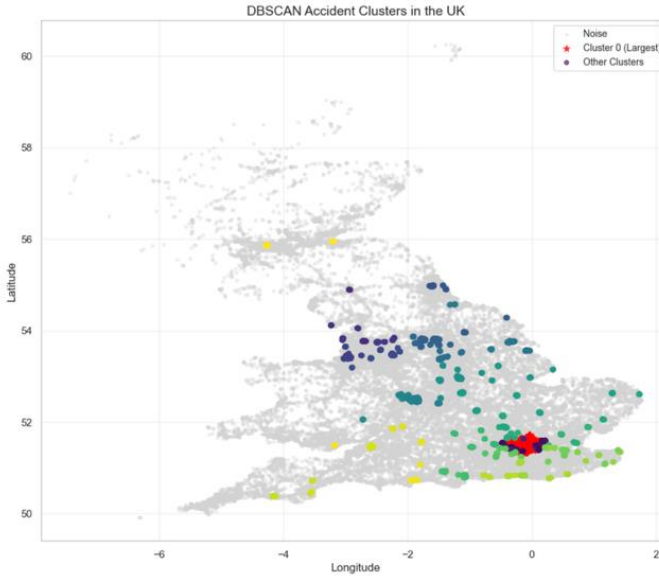 DBSCAN Accident Clusters in the UK
Noise
Cluster 0 (Largest)
Other Clusters
60
58
56
54
52
50
Latitude
−6
−4
−2
0
2
Longitude